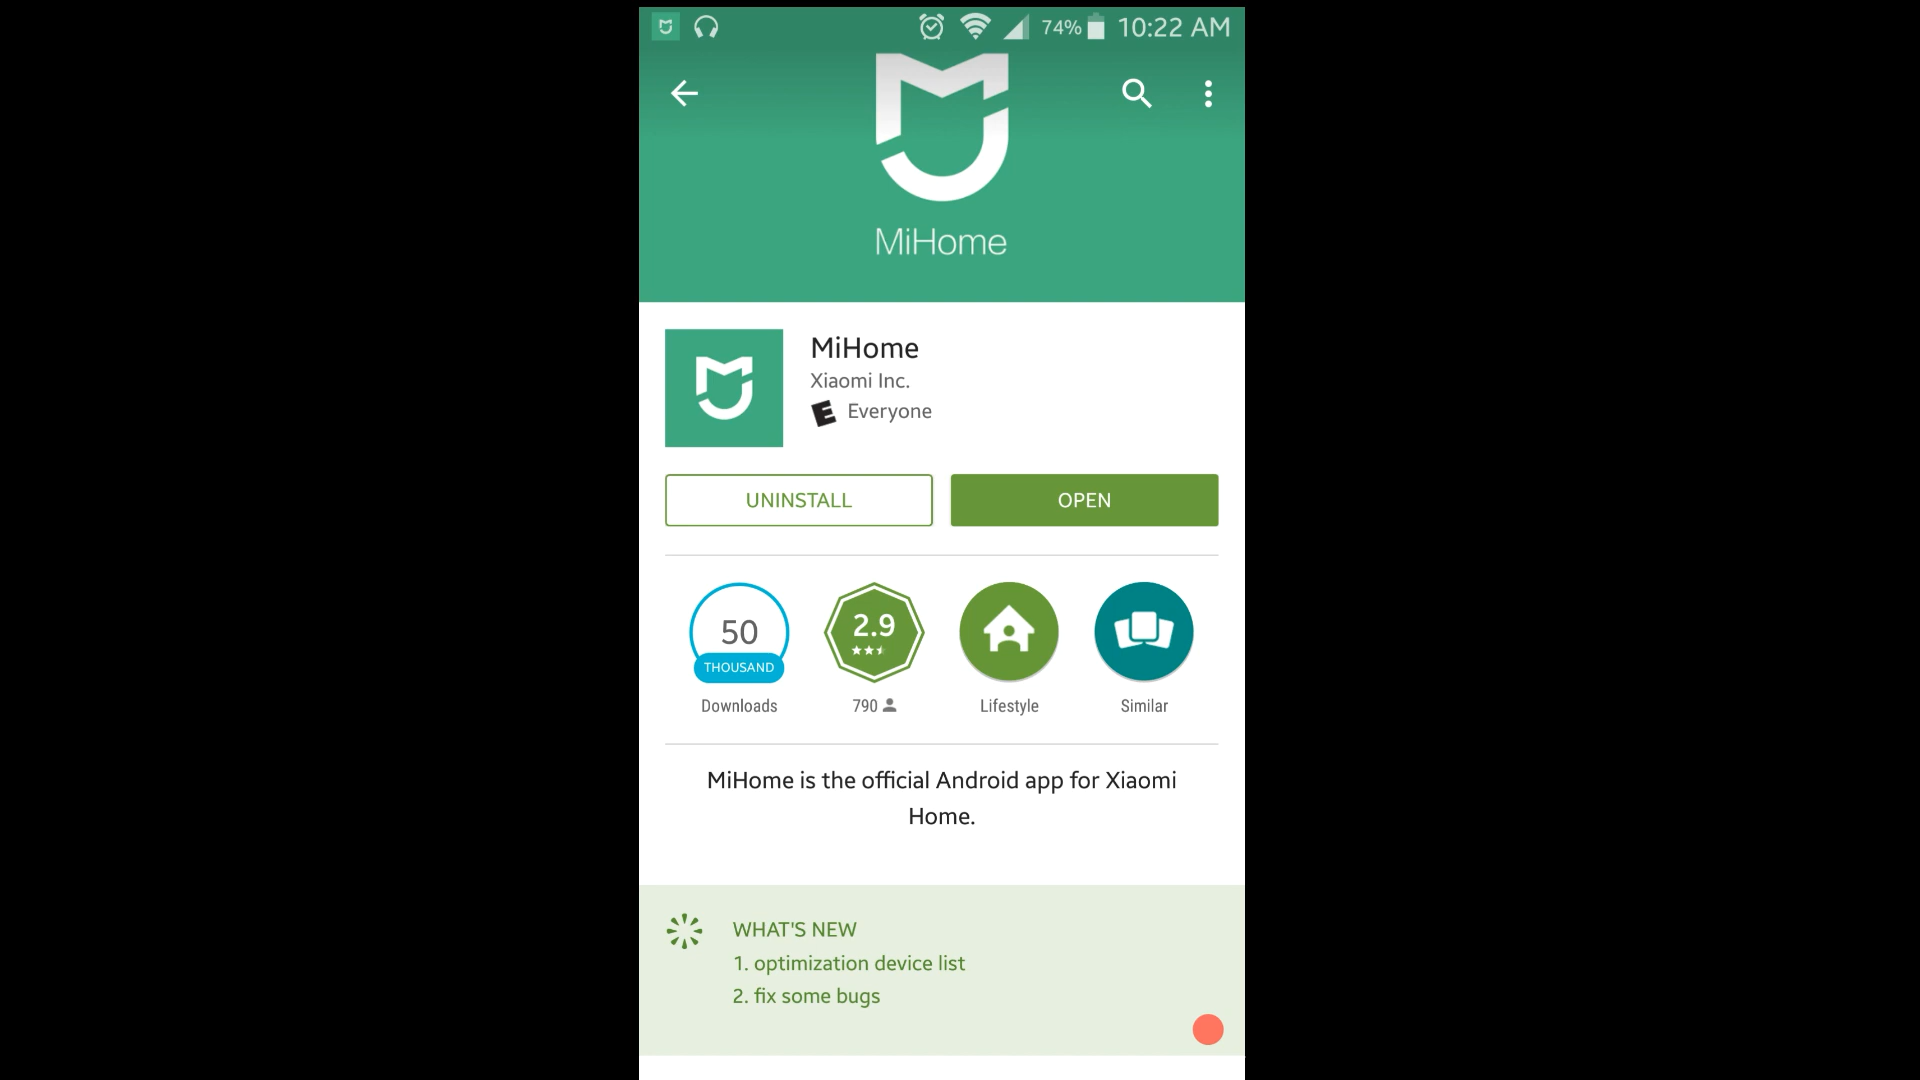 74% 10:22 AM
MiHome
MiHome
Xiaomi Inc.
E Everyone
UNINSTALL OPEN
50
THOUSAND
2.9
Downloads 790 Lifestyle Similar
MiHome is the official Android app for Xiaomi
Home.
WHAT'S NEW
1. optimization device list
2. fix some bugs